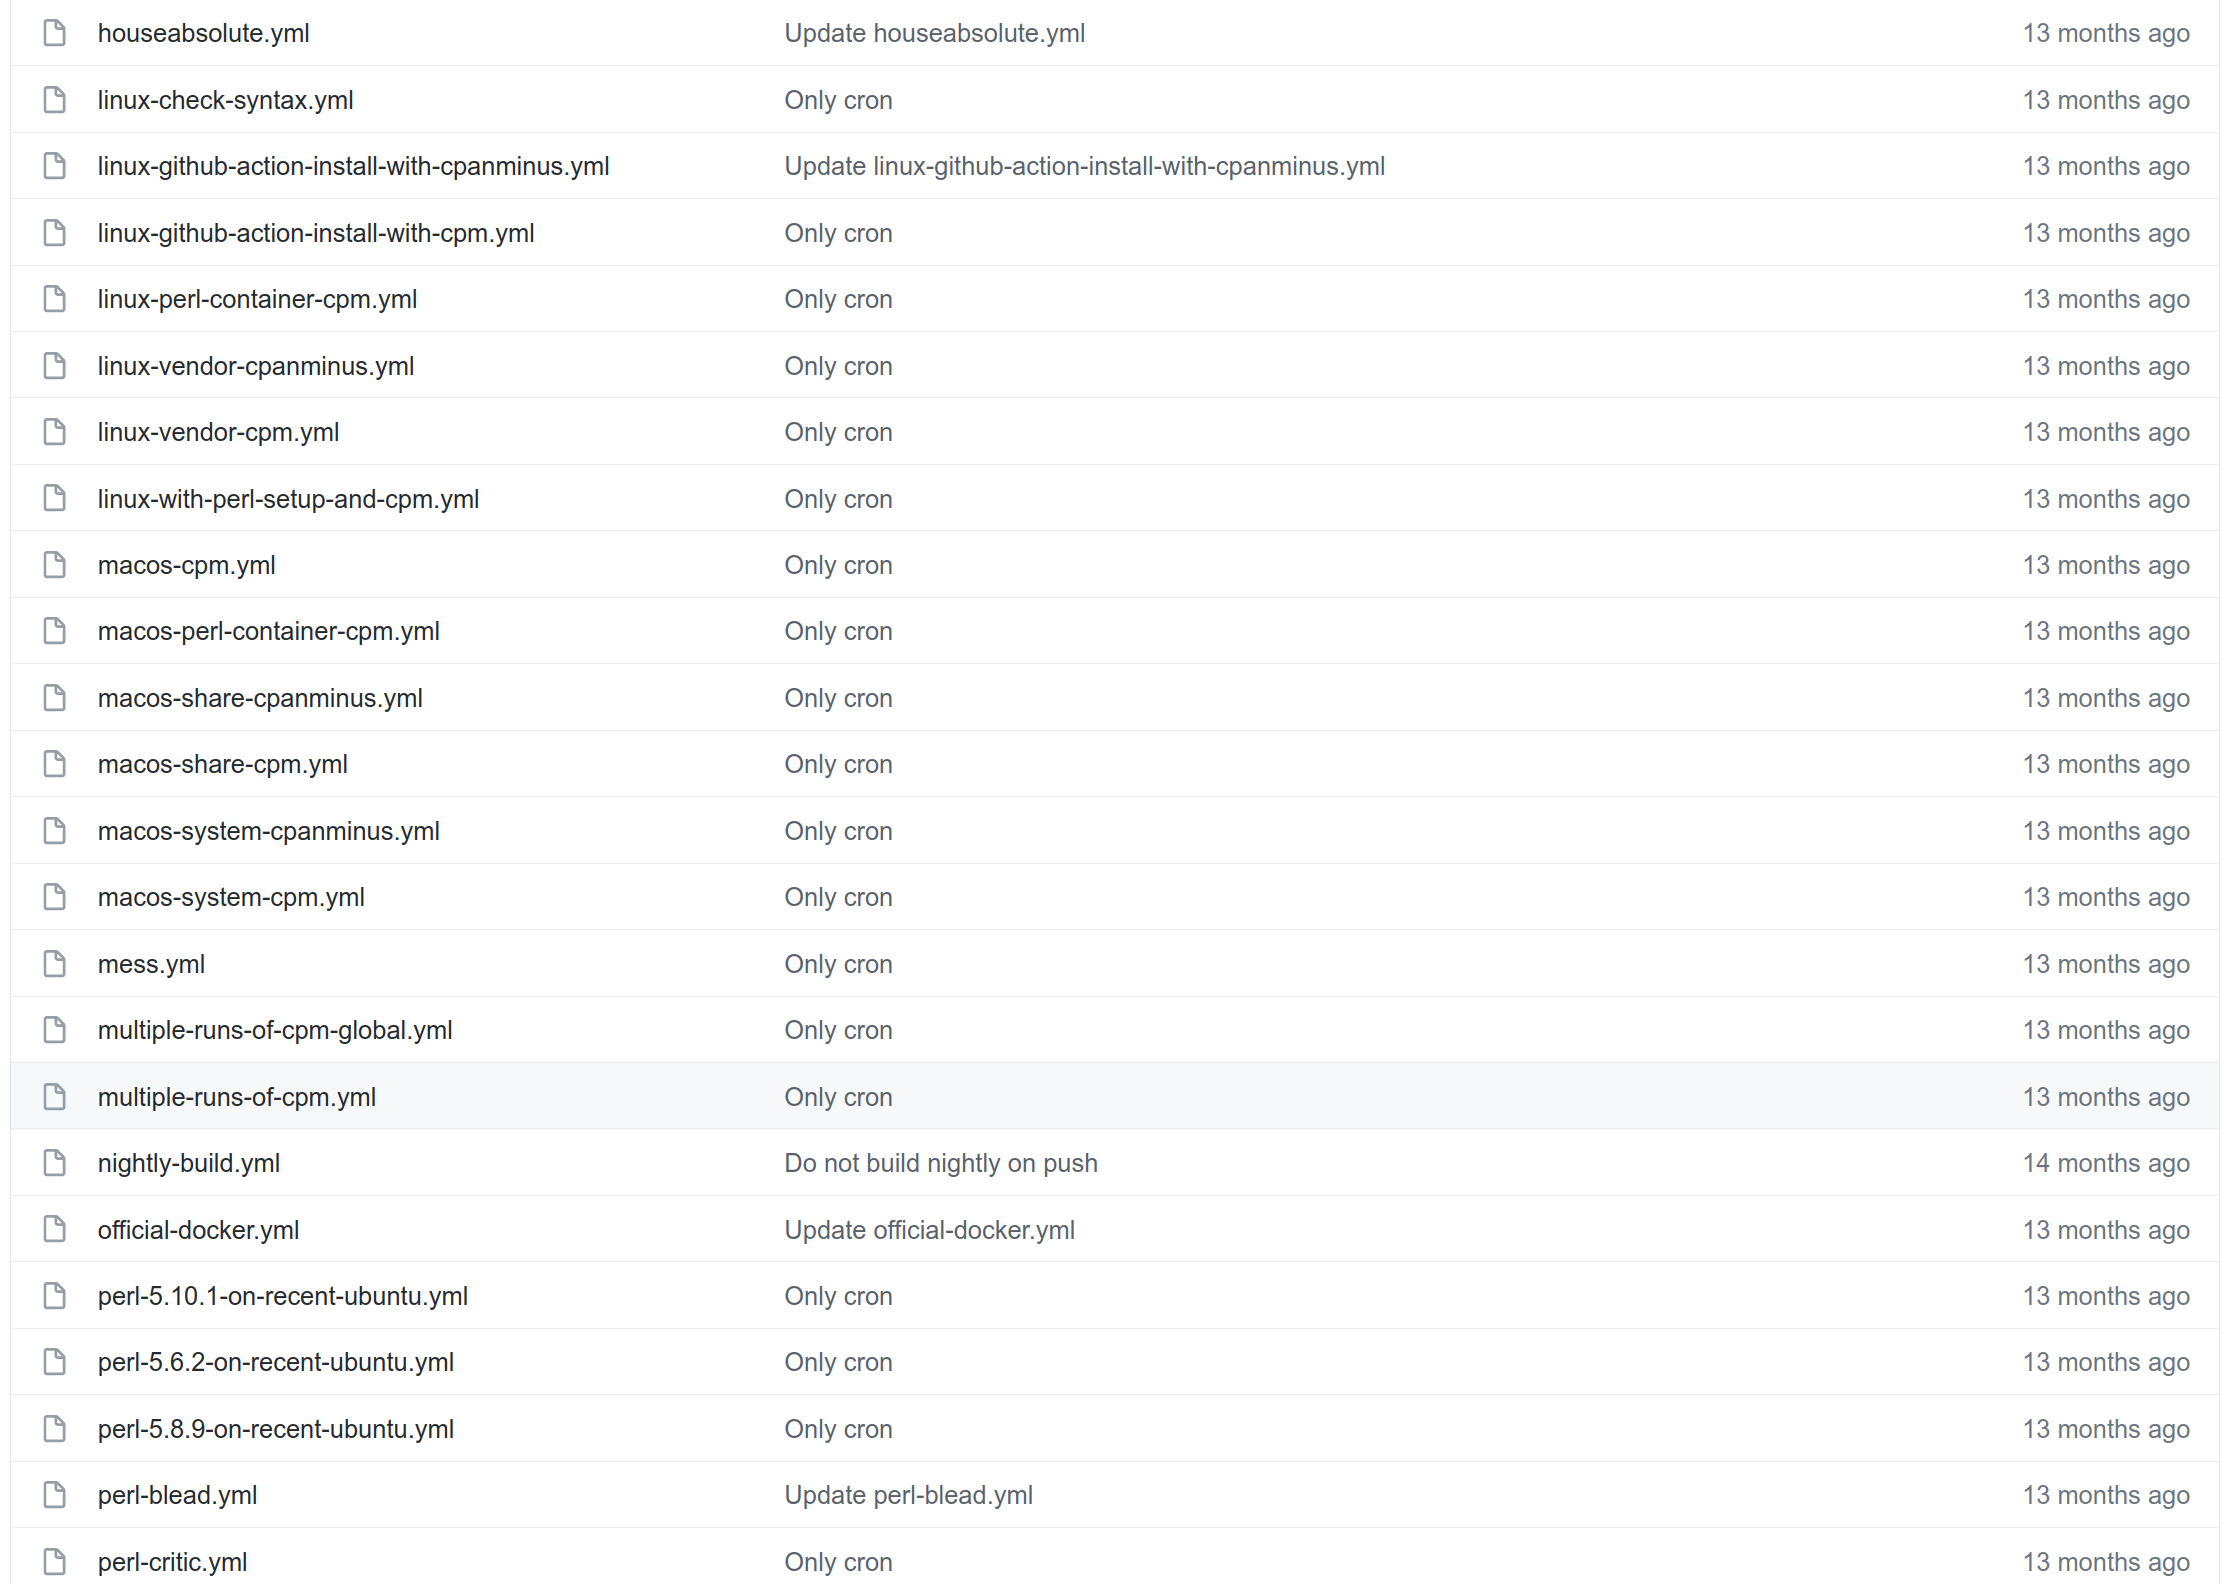 houseabsolute.yml Update houseabsolute.yml 13 months ago
linux-check-syntax.yml Only cron 13 months ago
linux-github-action-install-with-cpanminus.yml Update linux-github-action-install-with-cpanminus.yml 13 months ago
linux-github-action-install-with-cpm.yml Only cron 13 months ago
linux-perl-container-cpm.yml Only cron 13 months ago
linux-vendor-cpanminus.yml Only cron 13 months ago
linux-vendor-cpm.yml Only cron 13 months ago
linux-with-perl-setup-and-cpm.yml Only cron 13 months ago
macos-cpm.yml Only cron 13 months ago
macos-perl-container-cpm.yml Only cron 13 months ago
macos-share-cpanminus.yml Only cron 13 months ago
macos-share-cpm.yml Only cron 13 months ago
macos-system-cpanminus.yml Only cron 13 months ago
macos-system-cpm.yml Only cron 13 months ago
mess.yml Only cron 13 months ago
multiple-runs-of-cpm-global.yml Only cron 13 months ago
multiple-runs-of-cpm.yml Only cron 13 months ago
nightly-build.yml Do not build nightly on push 14 months ago
official-docker.yml Update official-docker.yml 13 months ago
perl-5.10.1-on-recent-ubuntu.yml Only cron 13 months ago
perl-5.6.2-on-recent-ubuntu.yml Only cron 13 months ago
perl-5.8.9-on-recent-ubuntu.yml Only cron 13 months ago
perl-blead.yml Update perl-blead.yml 13 months ago
perl-critic.yml Only cron 13 months ago